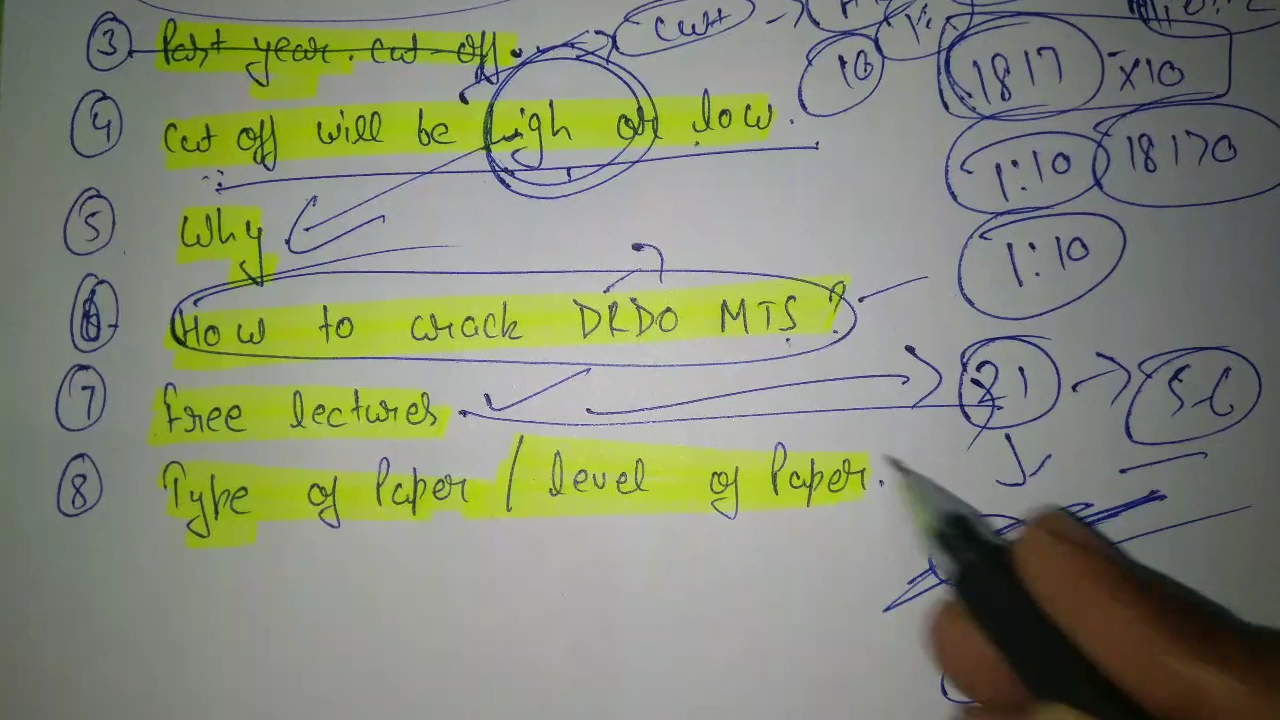 3 Past year cut off.
cut
10
1817 x10
4 cut off will be high or low.
1:10 18170
5 Why
1:10
6 How to crack DRDO MTS?
7 free lectures
21 56
8 Type of Paper / level of Paper.